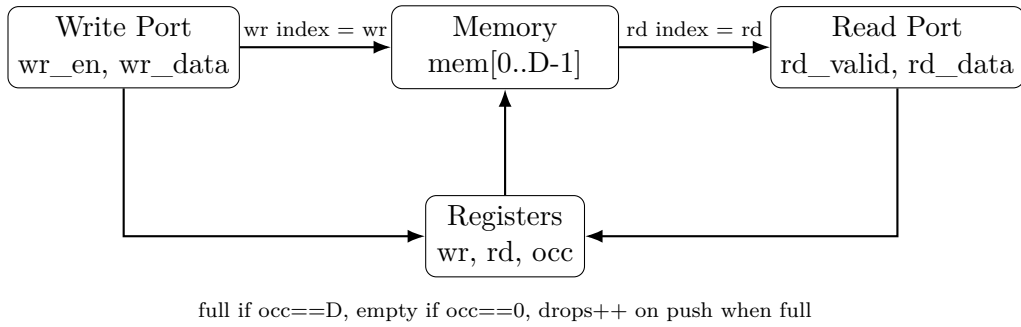 Write Port
wr_en, wr_data
wr index = wr
Memory
mem[0..D-1]
rd index = rd
Read Port
rd_valid, rd_data
Registers
wr, rd, occ
full if occ==D, empty if occ==0, drops++ on push when full